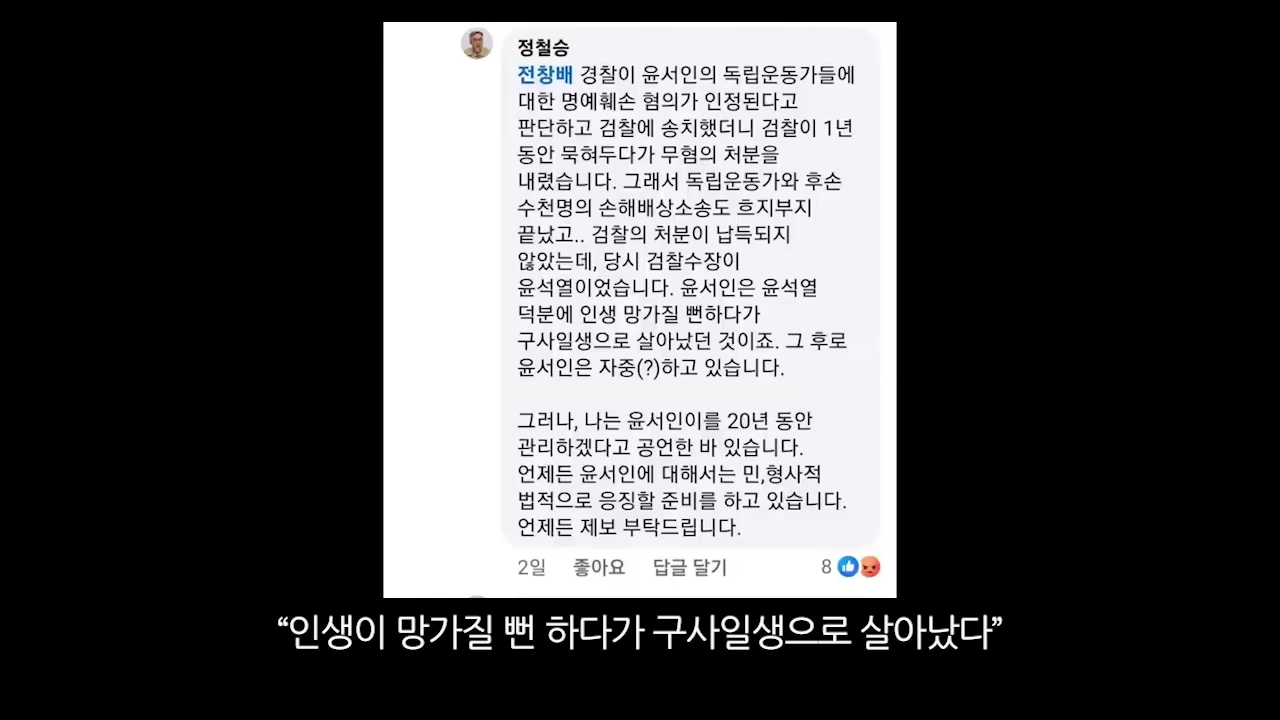 정철승
전창배 경찰이 윤서인의 독립운동가들에
대한 명예훼손 혐의가 인정된다고
판단하고 검찰에 송치했더니 검찰이 1년
동안 묵혀두다가 무혐의 처분을
내렸습니다. 그래서 독립운동가와 후손
수천명의 손해배상소송도 흐지부지
끝났고.. 검찰의 처분이 납득되지
않았는데, 당시 검찰수장이
윤석열이었습니다. 윤서인은 윤석열
덕분에 인생 망가질 뻔하다가
구사일생으로 살아났던 것이죠. 그 후로
윤서인은 자중(?)하고 있습니다.
그러나, 나는 윤서인이를 20년 동안
관리하겠다고 공언한 바 있습니다.
언제든 윤서인에 대해서는 민,형사적
법적으로 응징할 준비를 하고 있습니다.
언제든 제보 부탁드립니다.
2일 좋아요 답글 달기 8
“인생이 망가질 뻔 하다가 구사일생으로 살아났다”